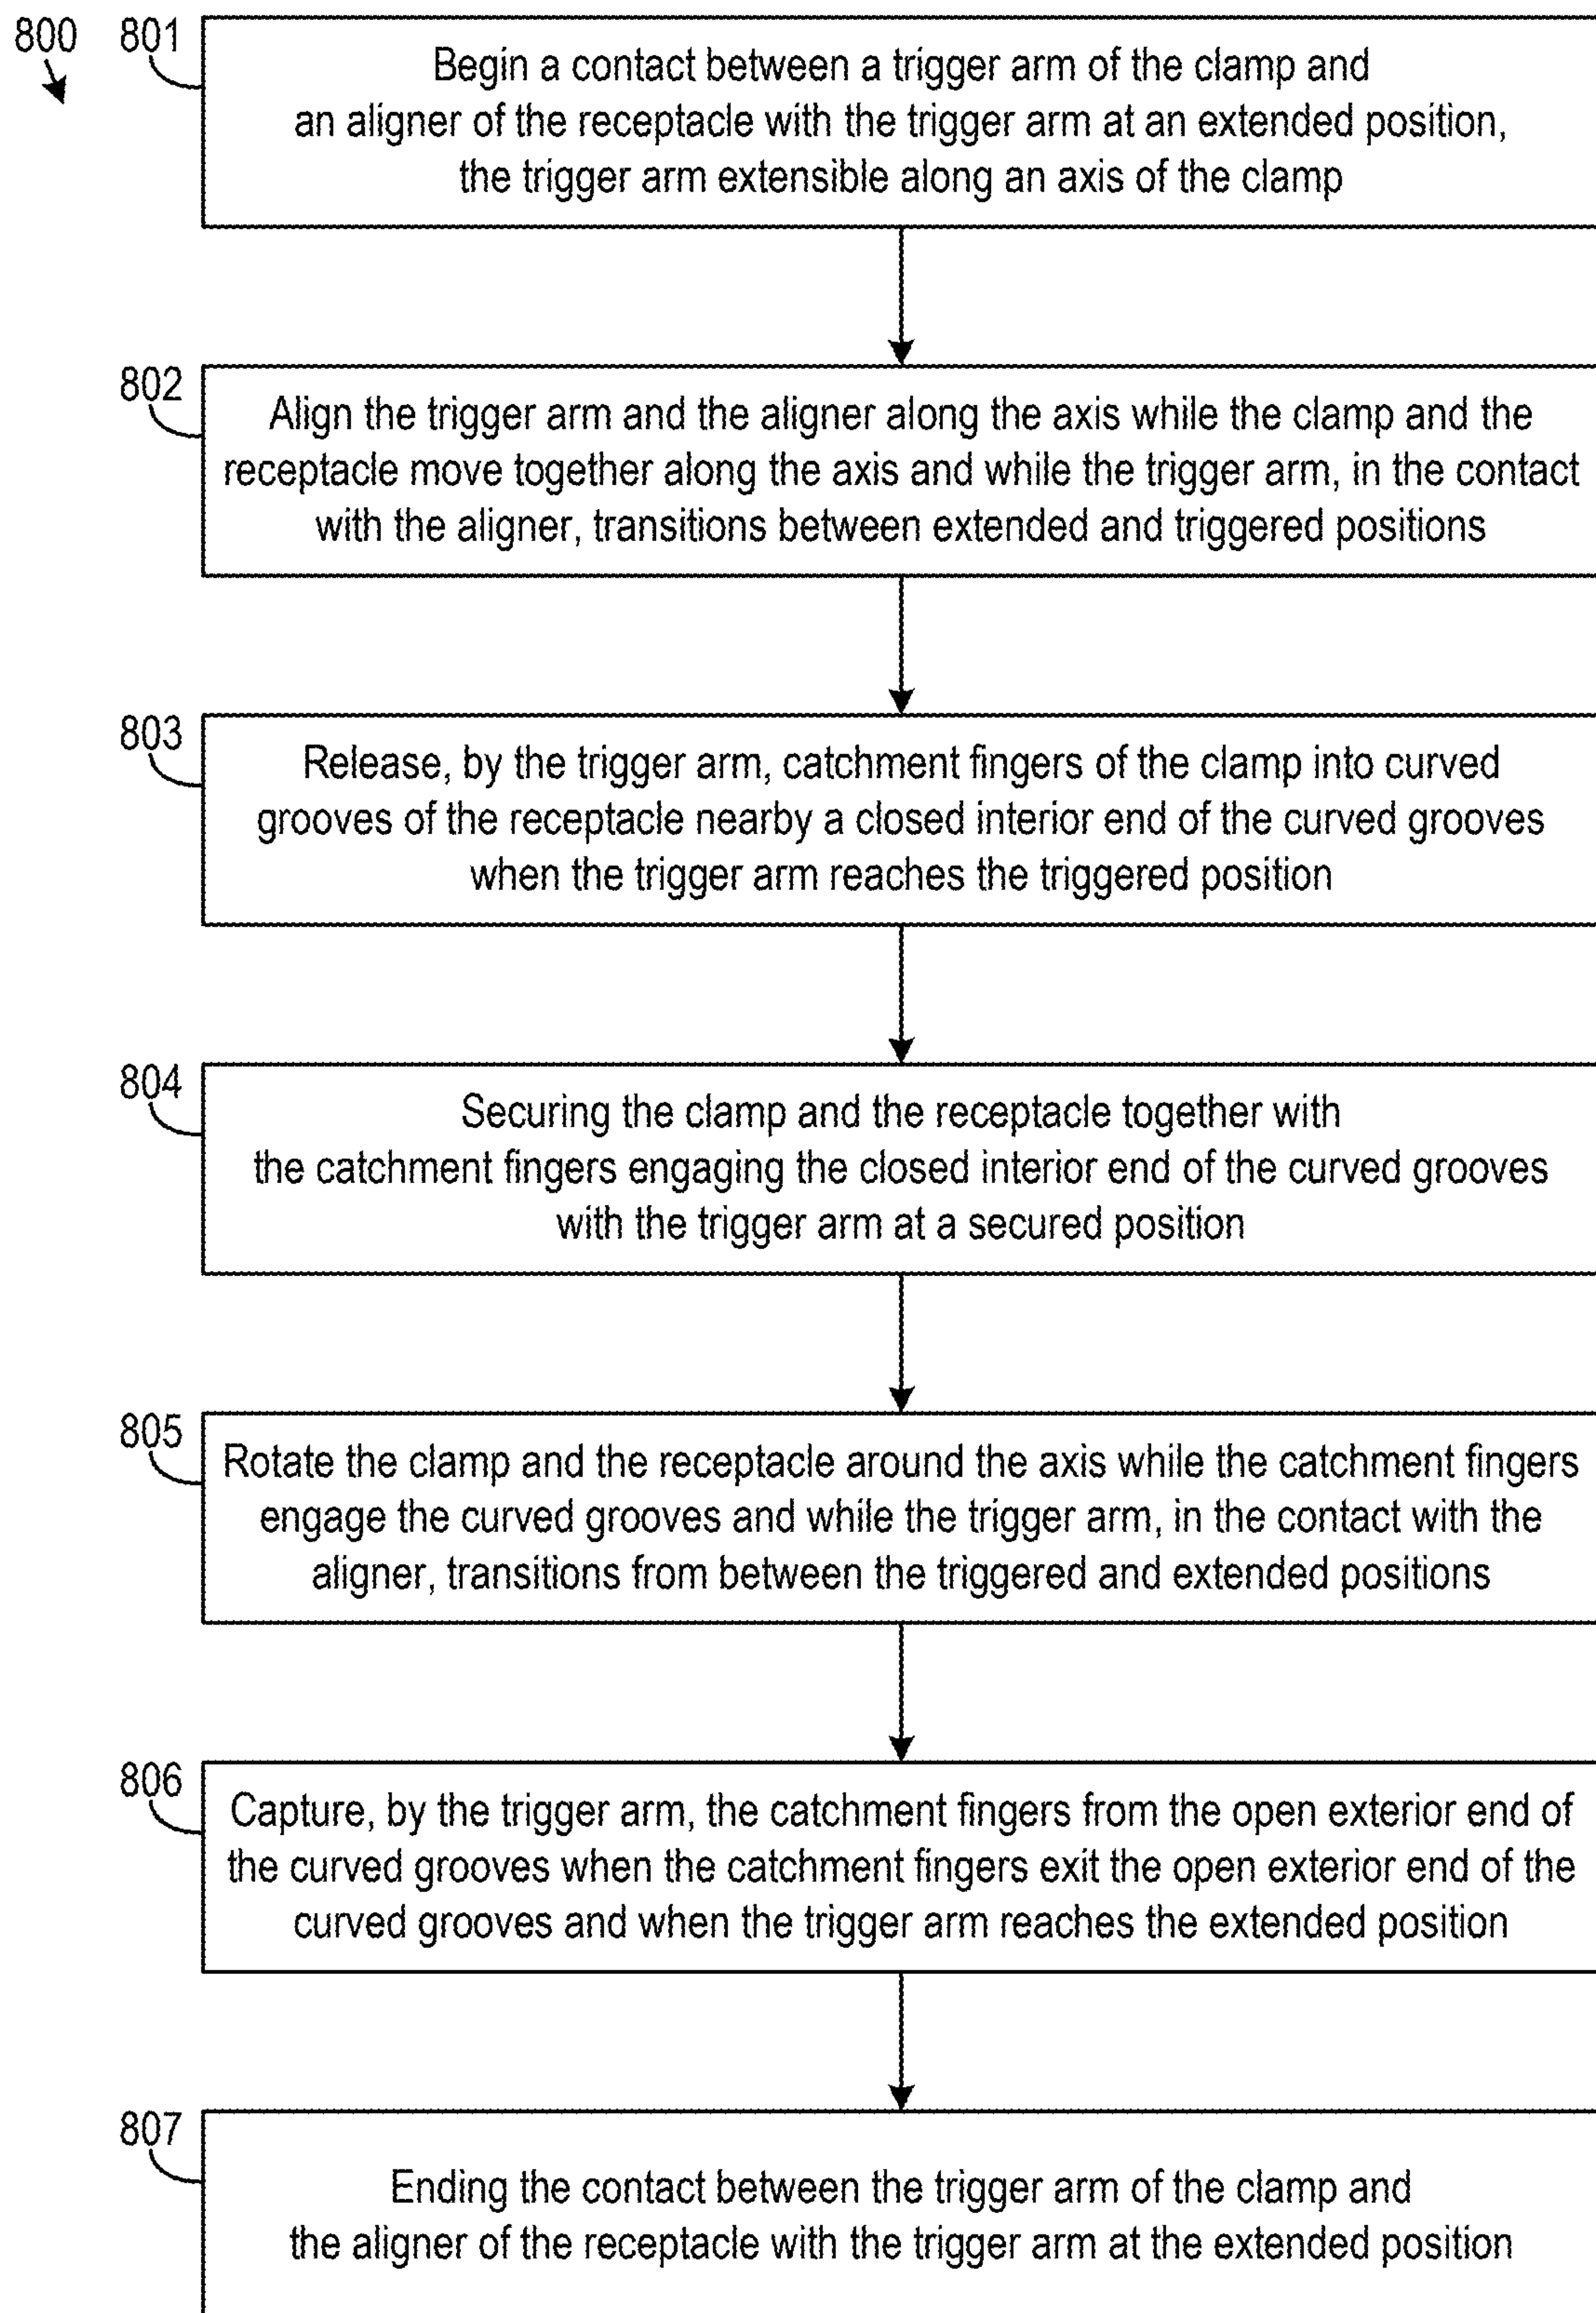 800
801
Begin a contact between a trigger arm of the clamp and
an aligner of the receptacle with the trigger arm at an extended position,
the trigger arm extensible along an axis of the clamp
802
Align the trigger arm and the aligner along the axis while the clamp and the
receptacle move together along the axis and while the trigger arm, in the contact
with the aligner, transitions between extended and triggered positions
803
Release, by the trigger arm, catchment fingers of the clamp into curved
grooves of the receptacle nearby a closed interior end of the curved grooves
when the trigger arm reaches the triggered position
804
Securing the clamp and the receptacle together with
the catchment fingers engaging the closed interior end of the curved grooves
with the trigger arm at a secured position
805
Rotate the clamp and the receptacle around the axis while the catchment fingers
engage the curved grooves and while the trigger arm, in the contact with the
aligner, transitions from between the triggered and extended positions
806
Capture, by the trigger arm, the catchment fingers from the open exterior end of
the curved grooves when the catchment fingers exit the open exterior end of the
curved grooves and when the trigger arm reaches the extended position
807
Ending the contact between the trigger arm of the clamp and
the aligner of the receptacle with the trigger arm at the extended position